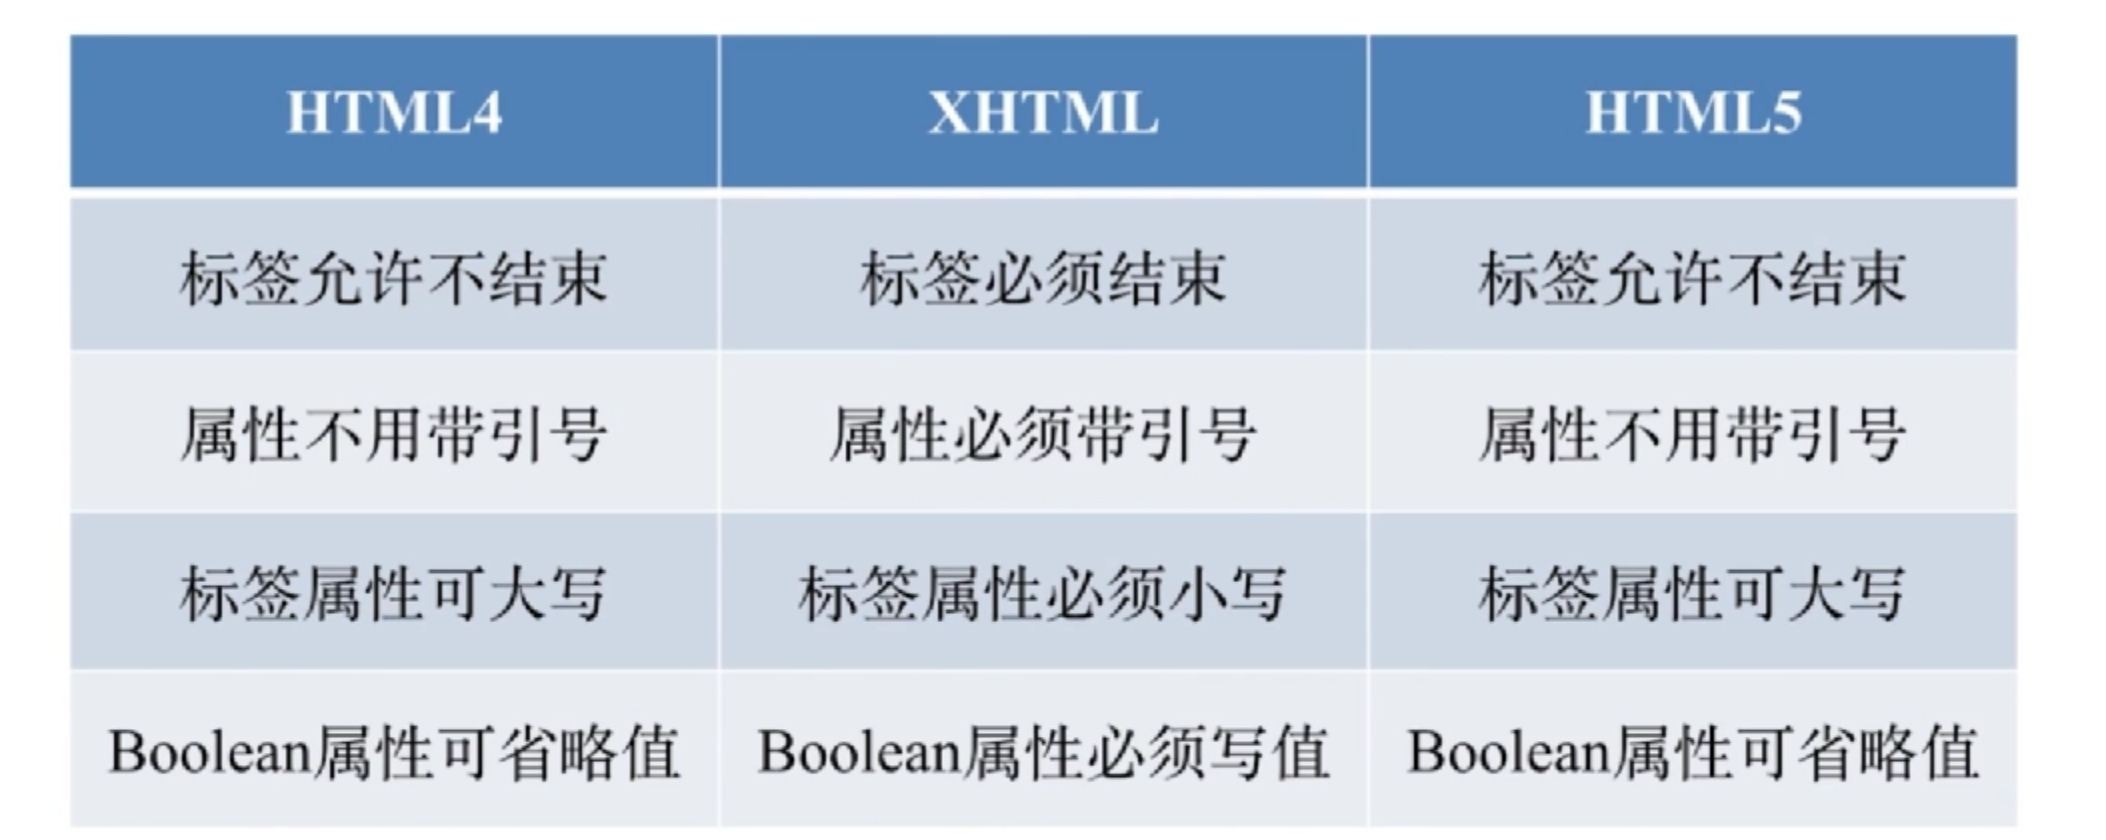 HTML4 XHTML HTML5
标签允许不结束 标签必须结束 标签允许不结束
属性不用带引号 属性必须带引号 属性不用带引号
标签属性可大写 标签属性必须小写 标签属性可大写
Boolean属性可省略值 Boolean属性必须写值 Boolean属性可省略值